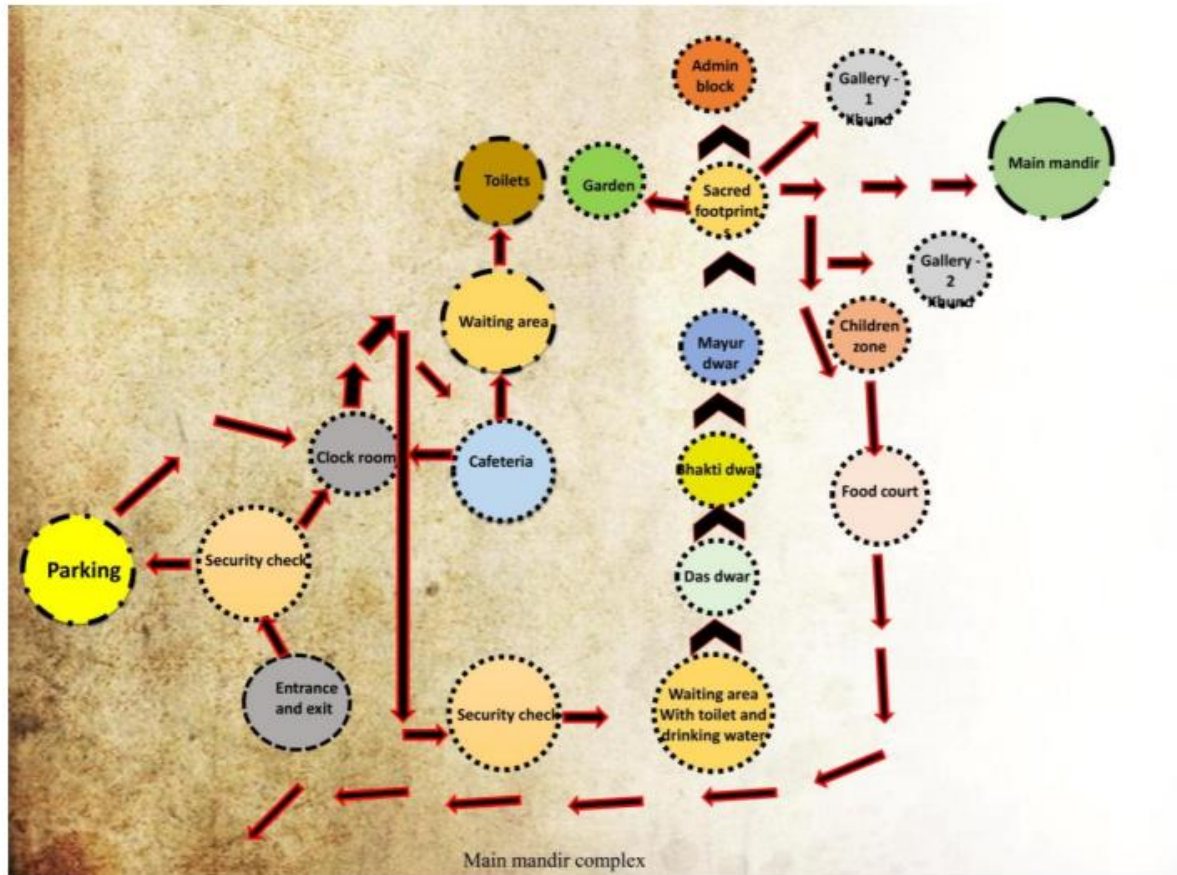 Admin
block
Gallery -
1
Khund
Main mandir
Toilets
Garden
Sacred
footprint
s
Gallery -
2
Khund
Waiting area
Children
zone
Mayur
dwar
Clock room
Cafeteria
Bhakti dwar
Food court
Parking
Security check
Das dwar
Entrance
and exit
Security check
Waiting area
With toilet and
drinking water
Main mandir complex